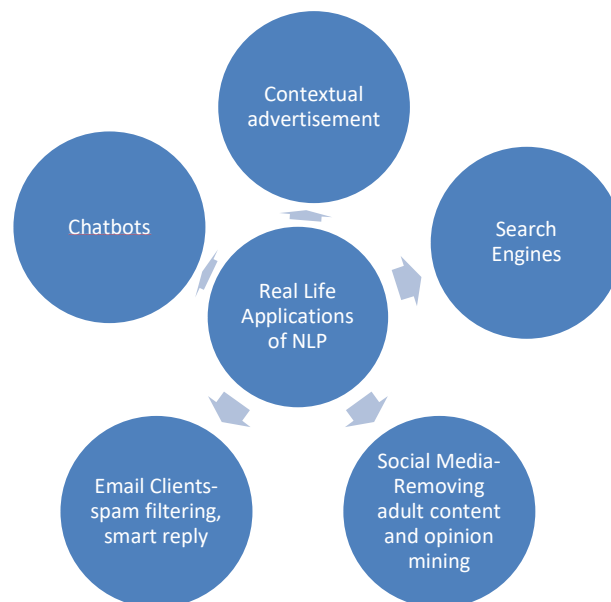 Contextual
advertisement
Chatbots
Search
Engines
Real Life
Applications
of NLP
Email Clients-
spam filtering,
smart reply
Social Media-
Removing
adult content
and opinion
mining